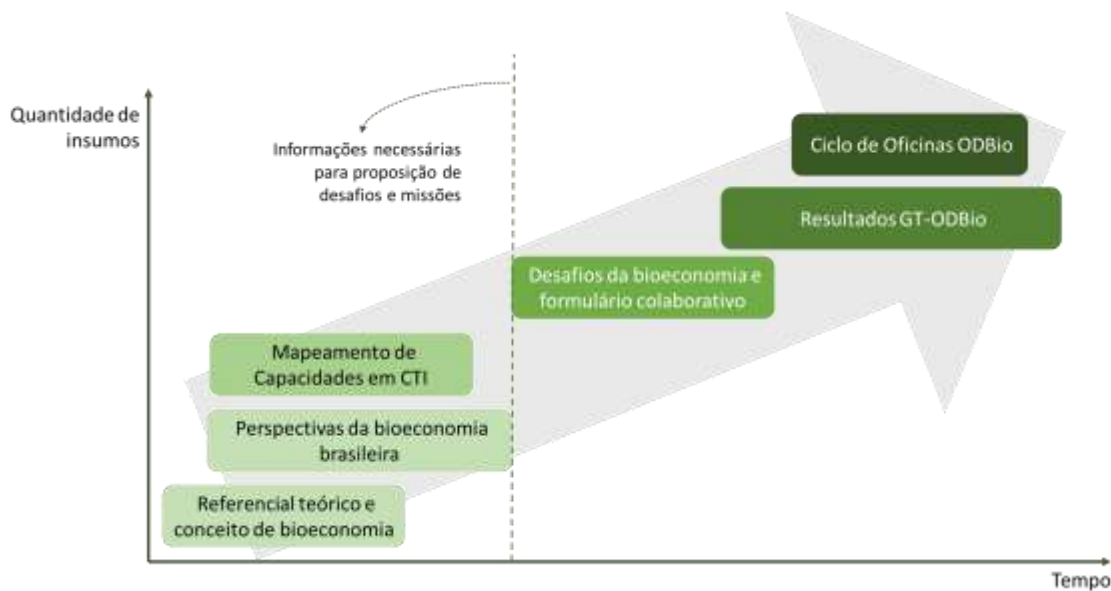 Quantidade de
insumos
Informações necessárias
para proposição de
desafios e missões
Ciclo de Oficinas ODBio
Resultados GT-ODBio
Desafios da bioeconomia e
formulário colaborativo
Mapeamento de
Capacidades em CTI
Perspectivas da bioeconomia
brasileira
Referencial teórico e
conceito de bioeconomia
Tempo